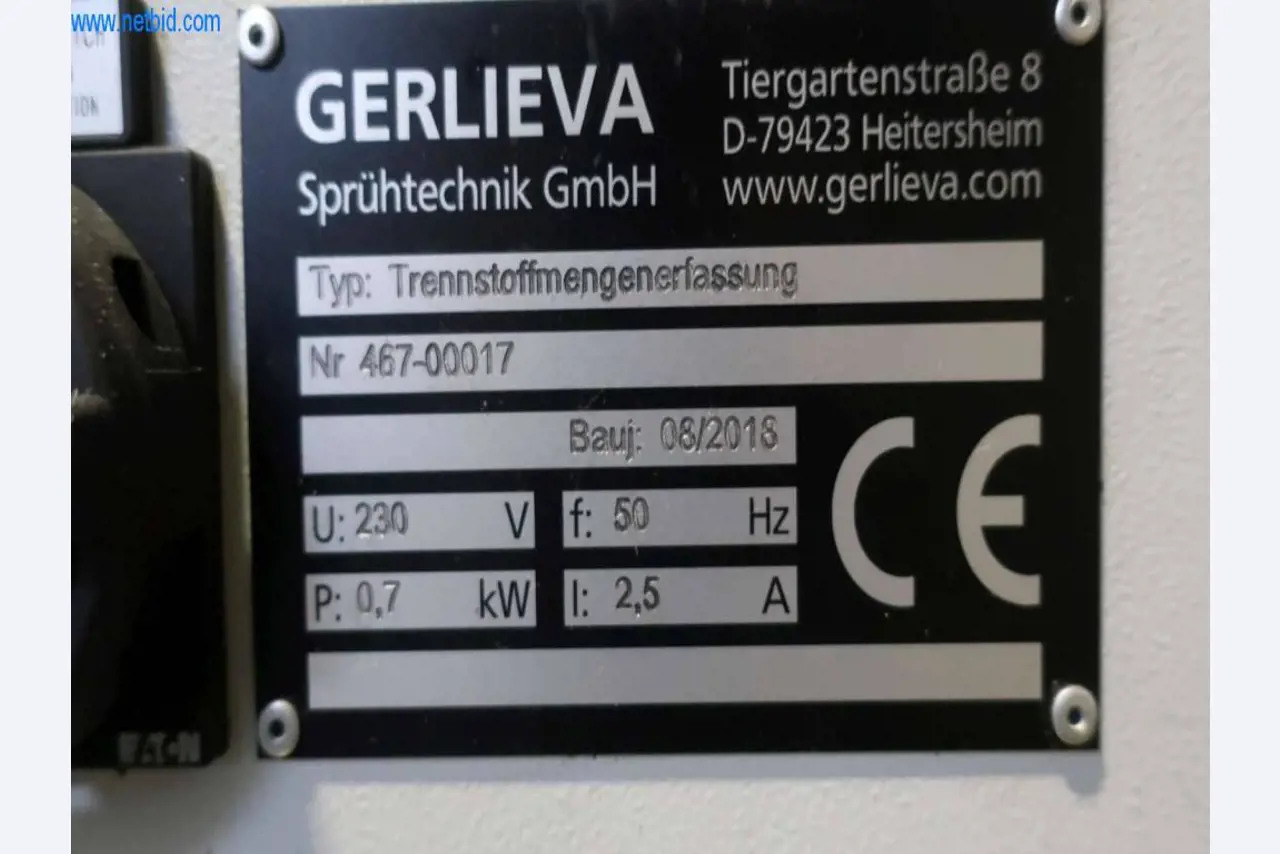 www.netbid.com
GERLIEVA
Sprühtechnik GmbH
Tiergartenstraße 8
D-79423 Heitersheim
www.gerlieva.com
Typ: Trennstoffmengenerfassung
Nr 467-00017
Bauj: 08/2018
U: 230 V
f: 50 Hz
P: 0,7 kW
I: 2,5 A
CE
EATON